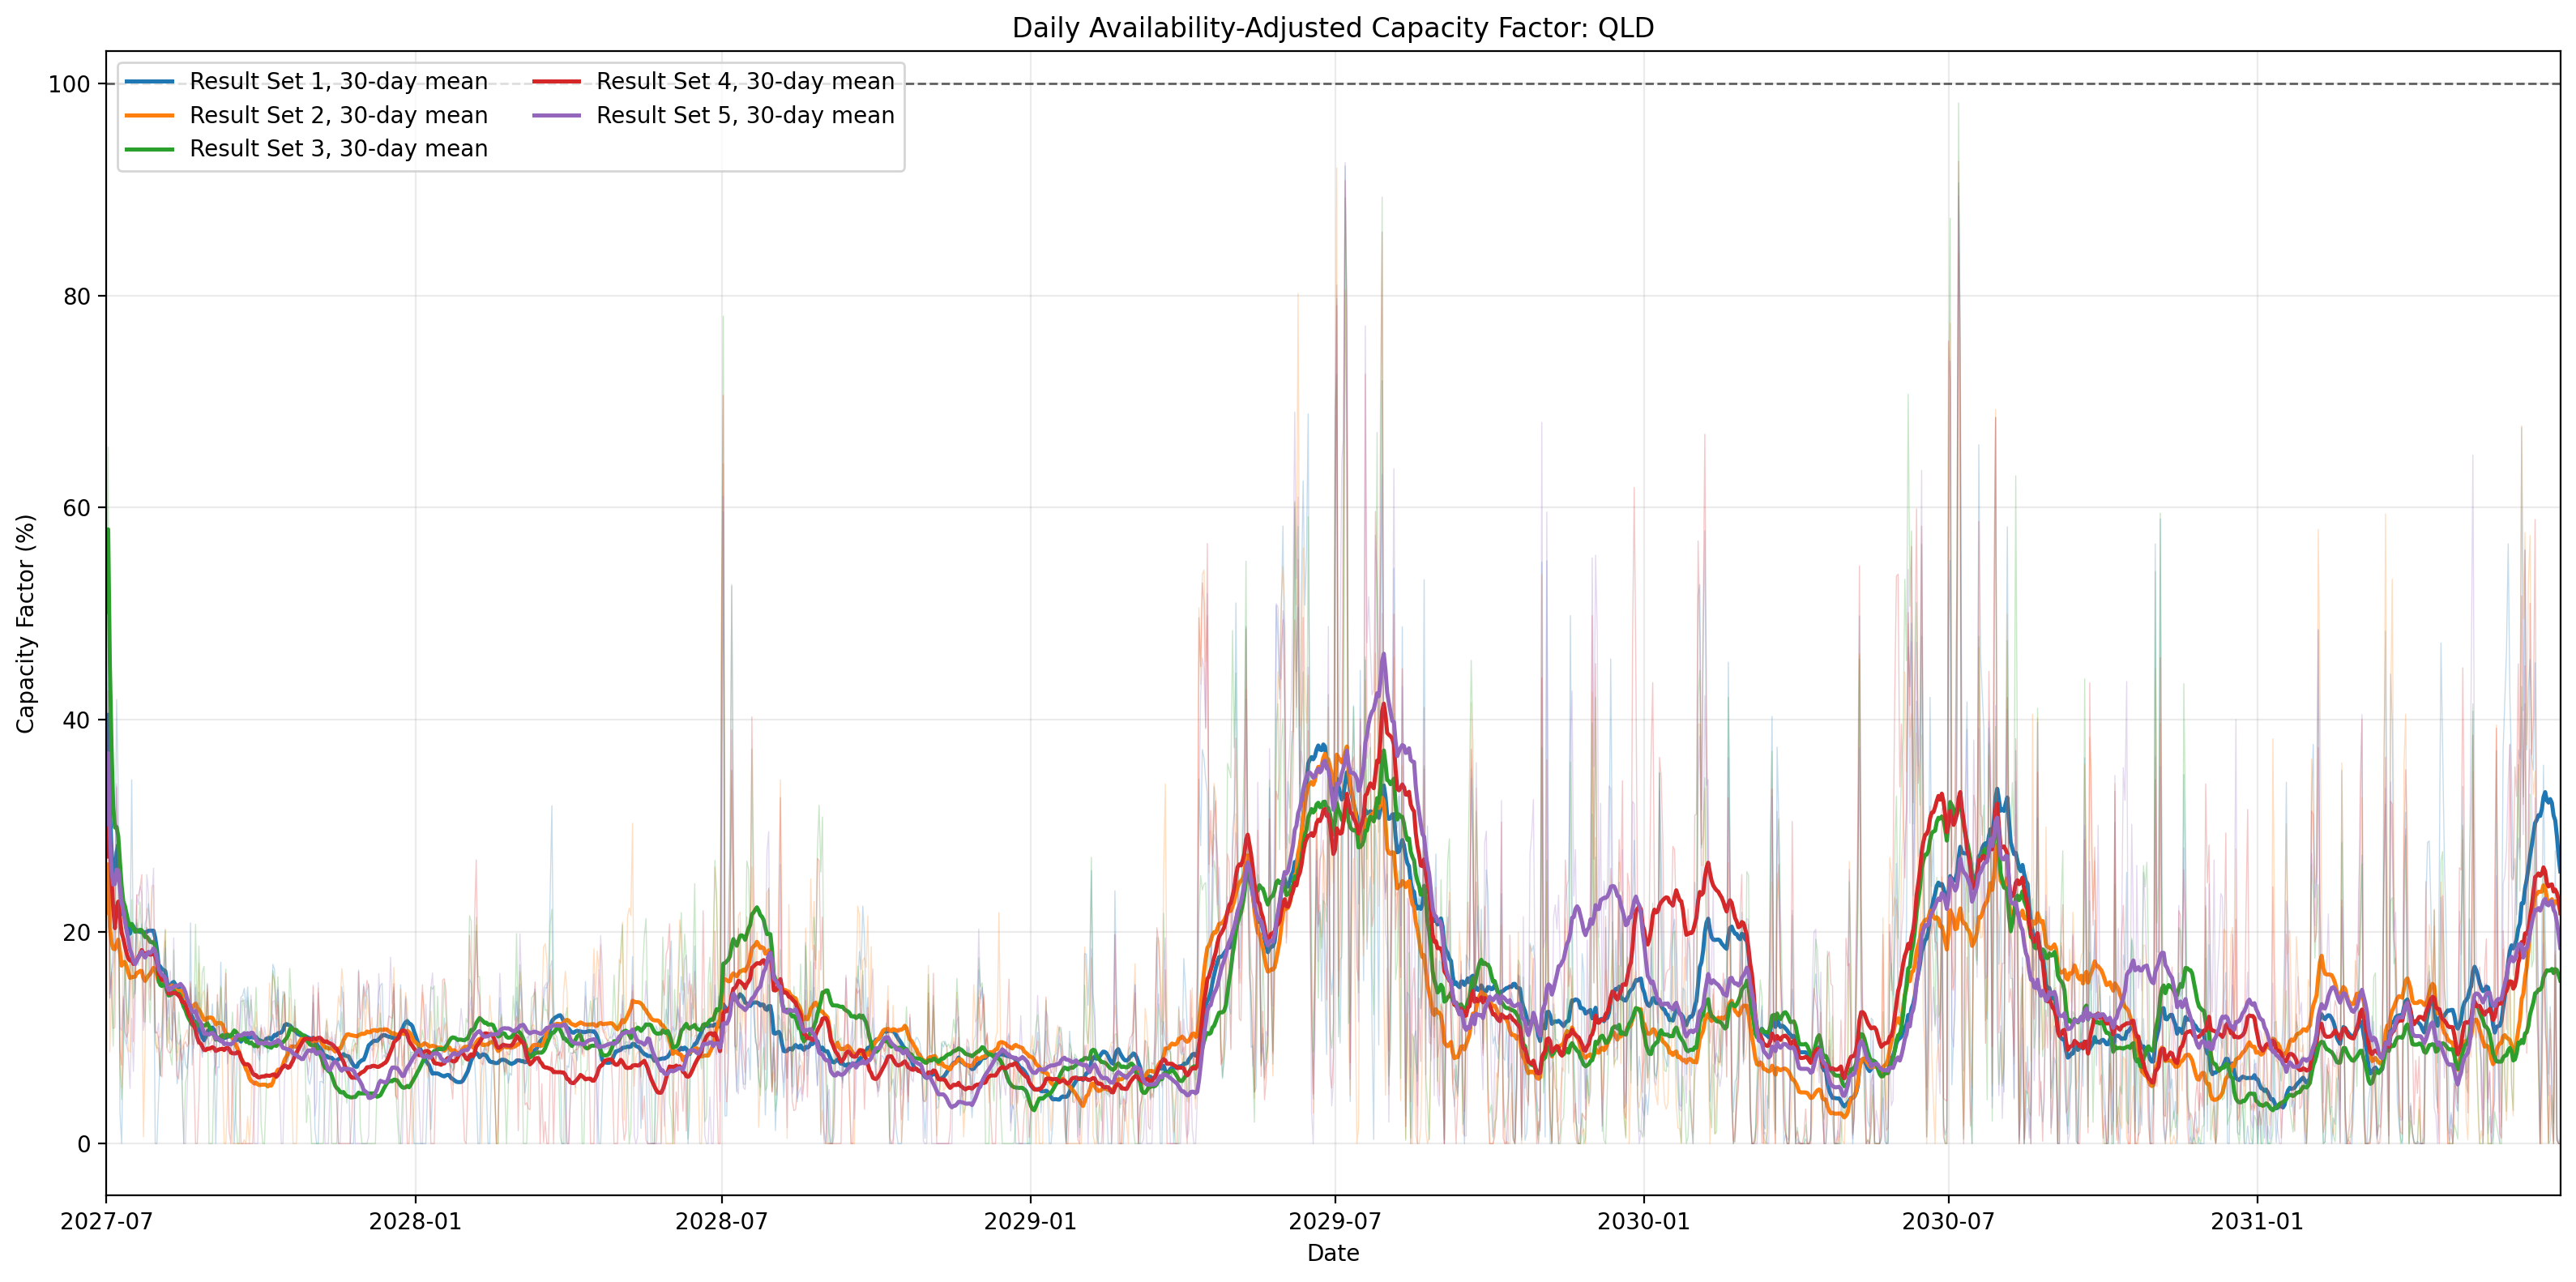 Daily Availability-Adjusted Capacity Factor: QLD
Result Set 1, 30-day mean
Result Set 2, 30-day mean
Result Set 3, 30-day mean
Result Set 4, 30-day mean
Result Set 5, 30-day mean
Capacity Factor (%)
100
80
60
40
20
0
2027-07
2028-01
2028-07
2029-01
2029-07
2030-01
2030-07
2031-01
Date